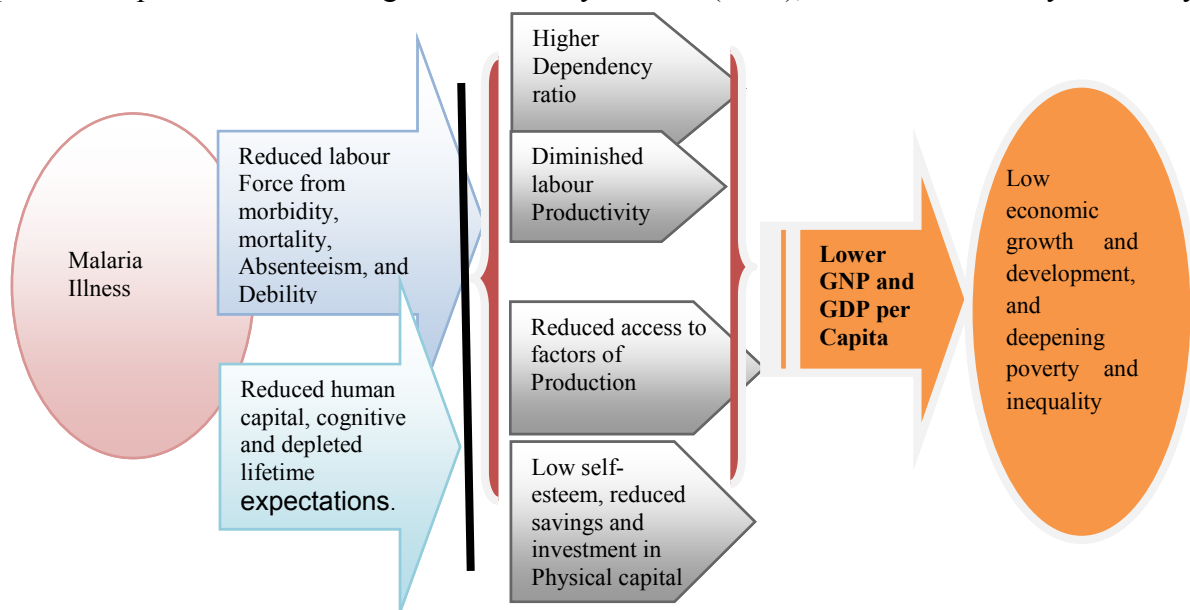 Higher
Dependency
ratio
Malaria
Illness
Reduced labour
Force from
morbidity,
mortality,
Absenteeism, and
Debility
Reduced human
capital, cognitive
and depleted
lifetime
expectations.
Diminished
labour
Productivity
Reduced access to
factors of
Production
Low self-
esteem, reduced
savings and
investment in
Physical capital
Lower
GNP and
GDP per
Capita
Low
economic
growth and
development,
and
deepening
poverty and
inequality